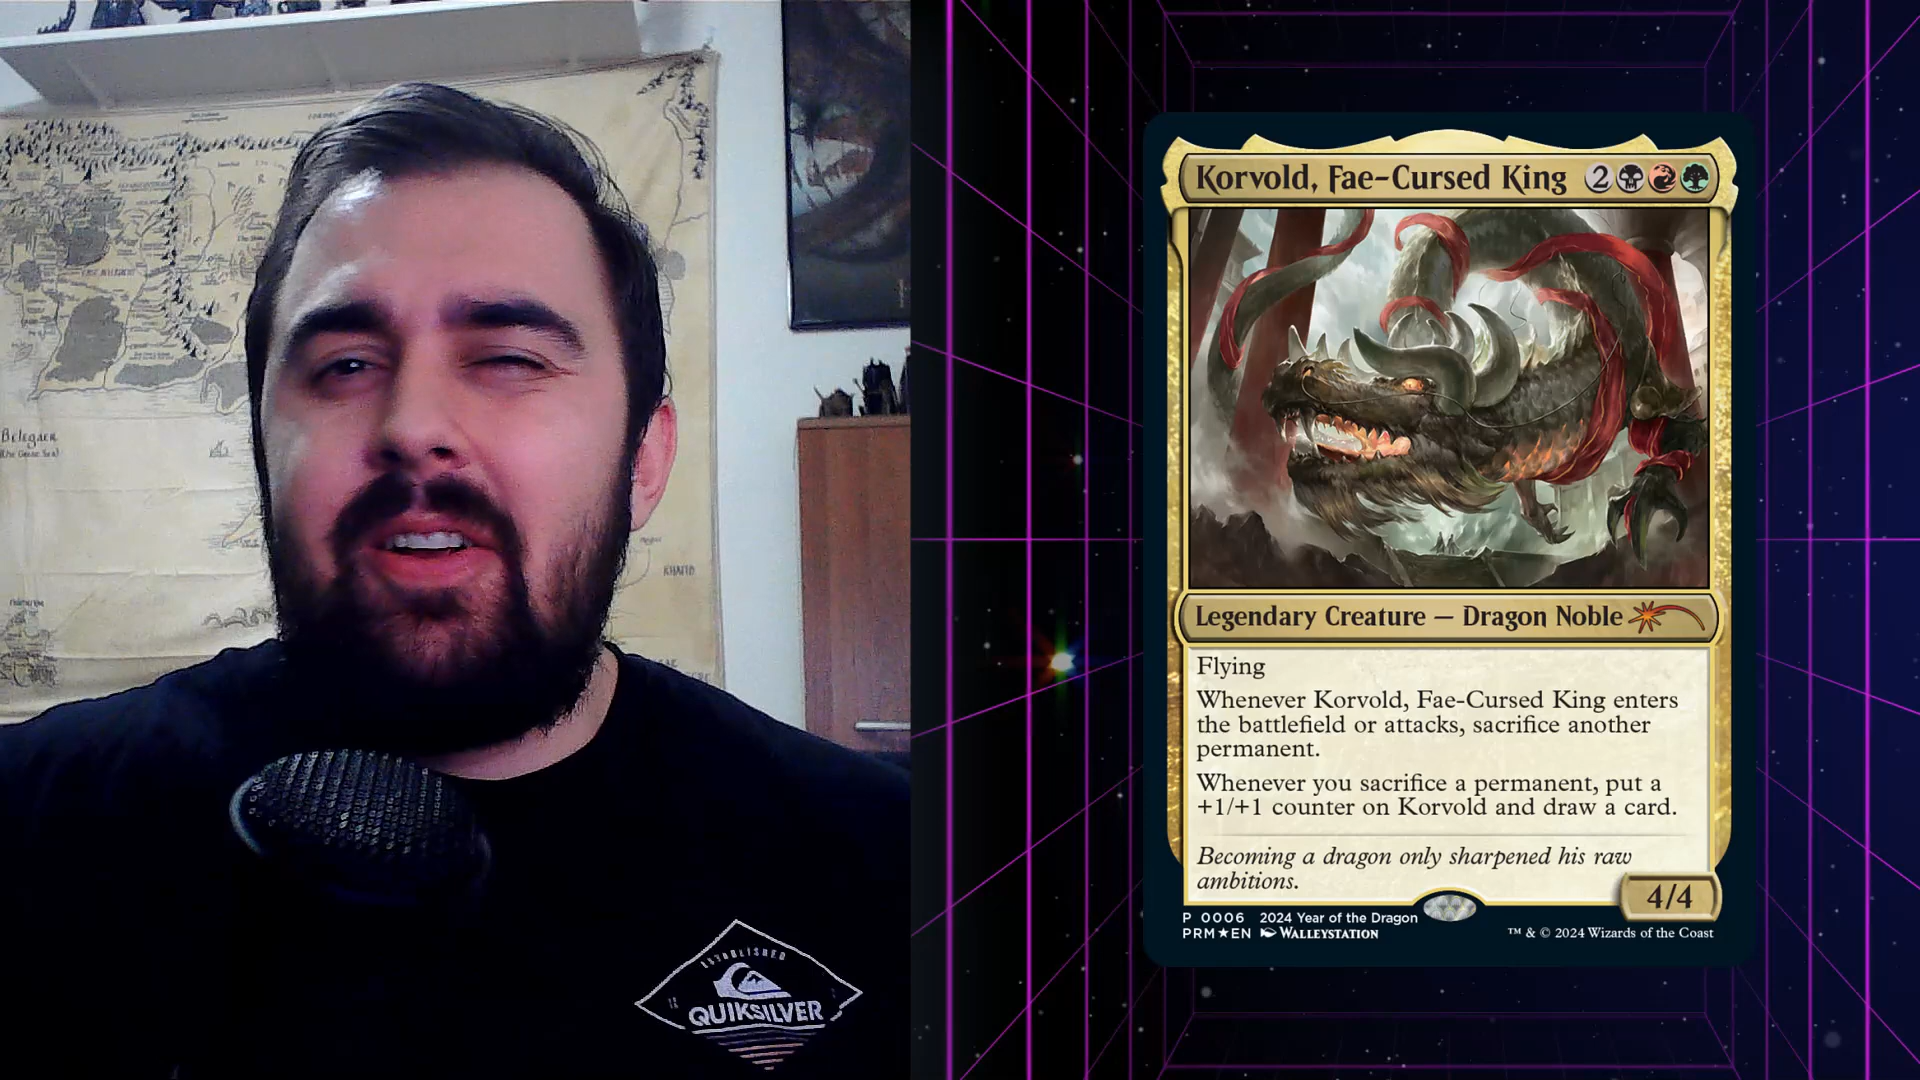 Belegaer
KHAND
ESTABLISHED
QUIKSILVER
Korvold, Fae-Cursed King 2
Legendary Creature — Dragon Noble
Flying
Whenever Korvold, Fae-Cursed King enters
the battlefield or attacks, sacrifice another
permanent.
Whenever you sacrifice a permanent, put a
+1/+1 counter on Korvold and draw a card.
Becoming a dragon only sharpened his raw
ambitions.
4/4
P 0006 2024 Year of the Dragon
PRM★EN WALLEYSTATION
™ & © 2024 Wizards of the Coast